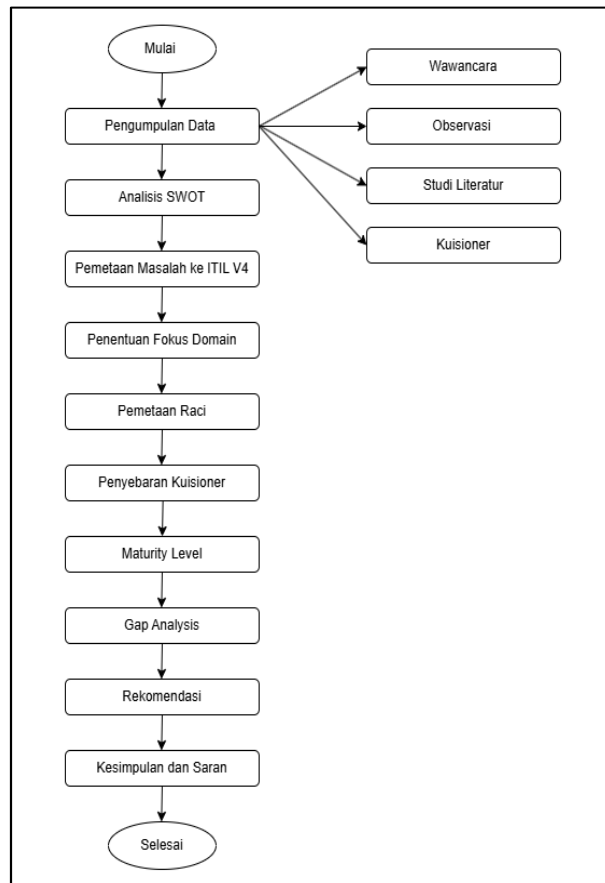 Mulai
Pengumpulan Data
Wawancara
Observasi
Studi Literatur
Kuisioner
Analisis SWOT
Pemetaan Masalah ke ITIL V4
Penentuan Fokus Domain
Pemetaan Raci
Penyebaran Kuisioner
Maturity Level
Gap Analysis
Rekomendasi
Kesimpulan dan Saran
Selesai